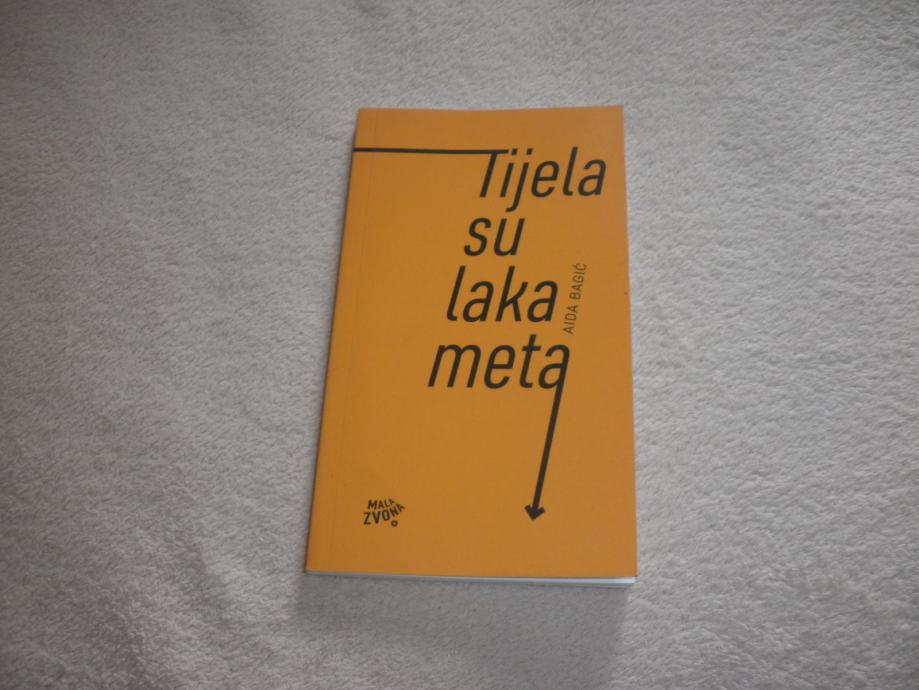 Tijela
su
laka
meta
AIDA BAGIĆ
MALA
ZVONA